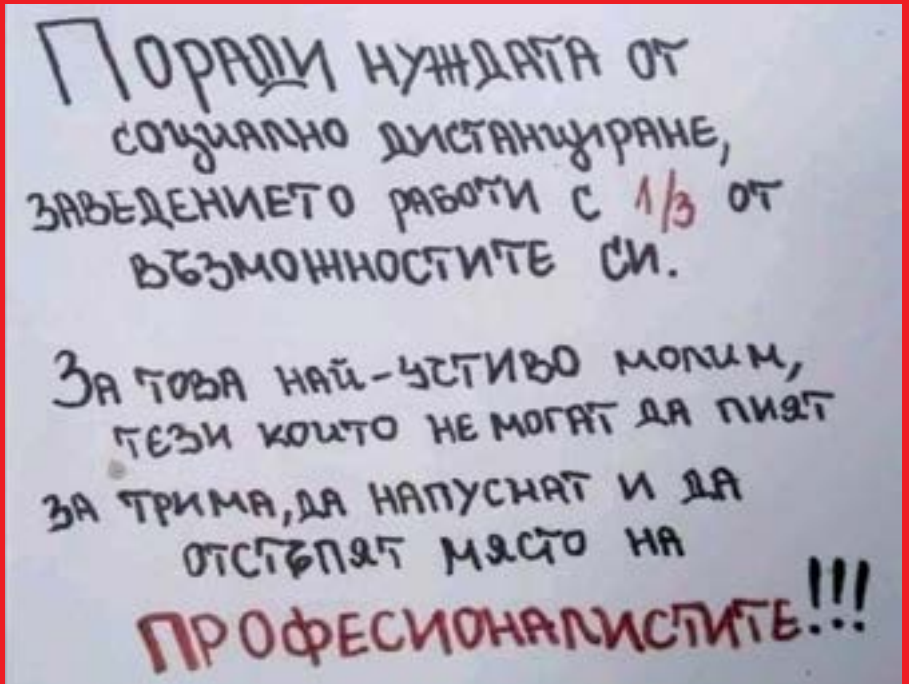 Поради нуждата от
социално дистанциране,
заведението работи с 1/3 от
възможностите си.
За това най-устиво молим,
тези които не могат да пият
за трима, да напуснат и да
отстъпят място на
ПРОФЕСИОНАЛИСТИТЕ!!!